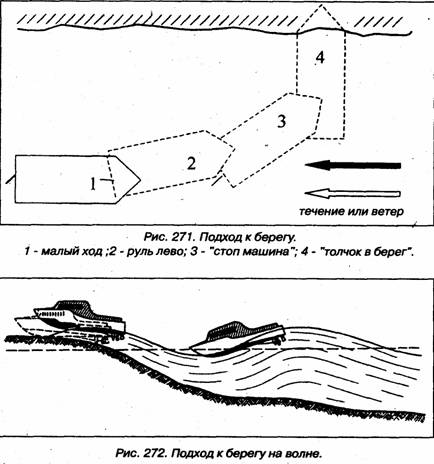 4
3
2
1
течение или ветер
Рис. 271. Подход к берегу.
1 - малый ход ;2 - руль лево; 3 - "стоп машина"; 4 - "толчок в берег".
Рис. 272. Подход к берегу на волне.